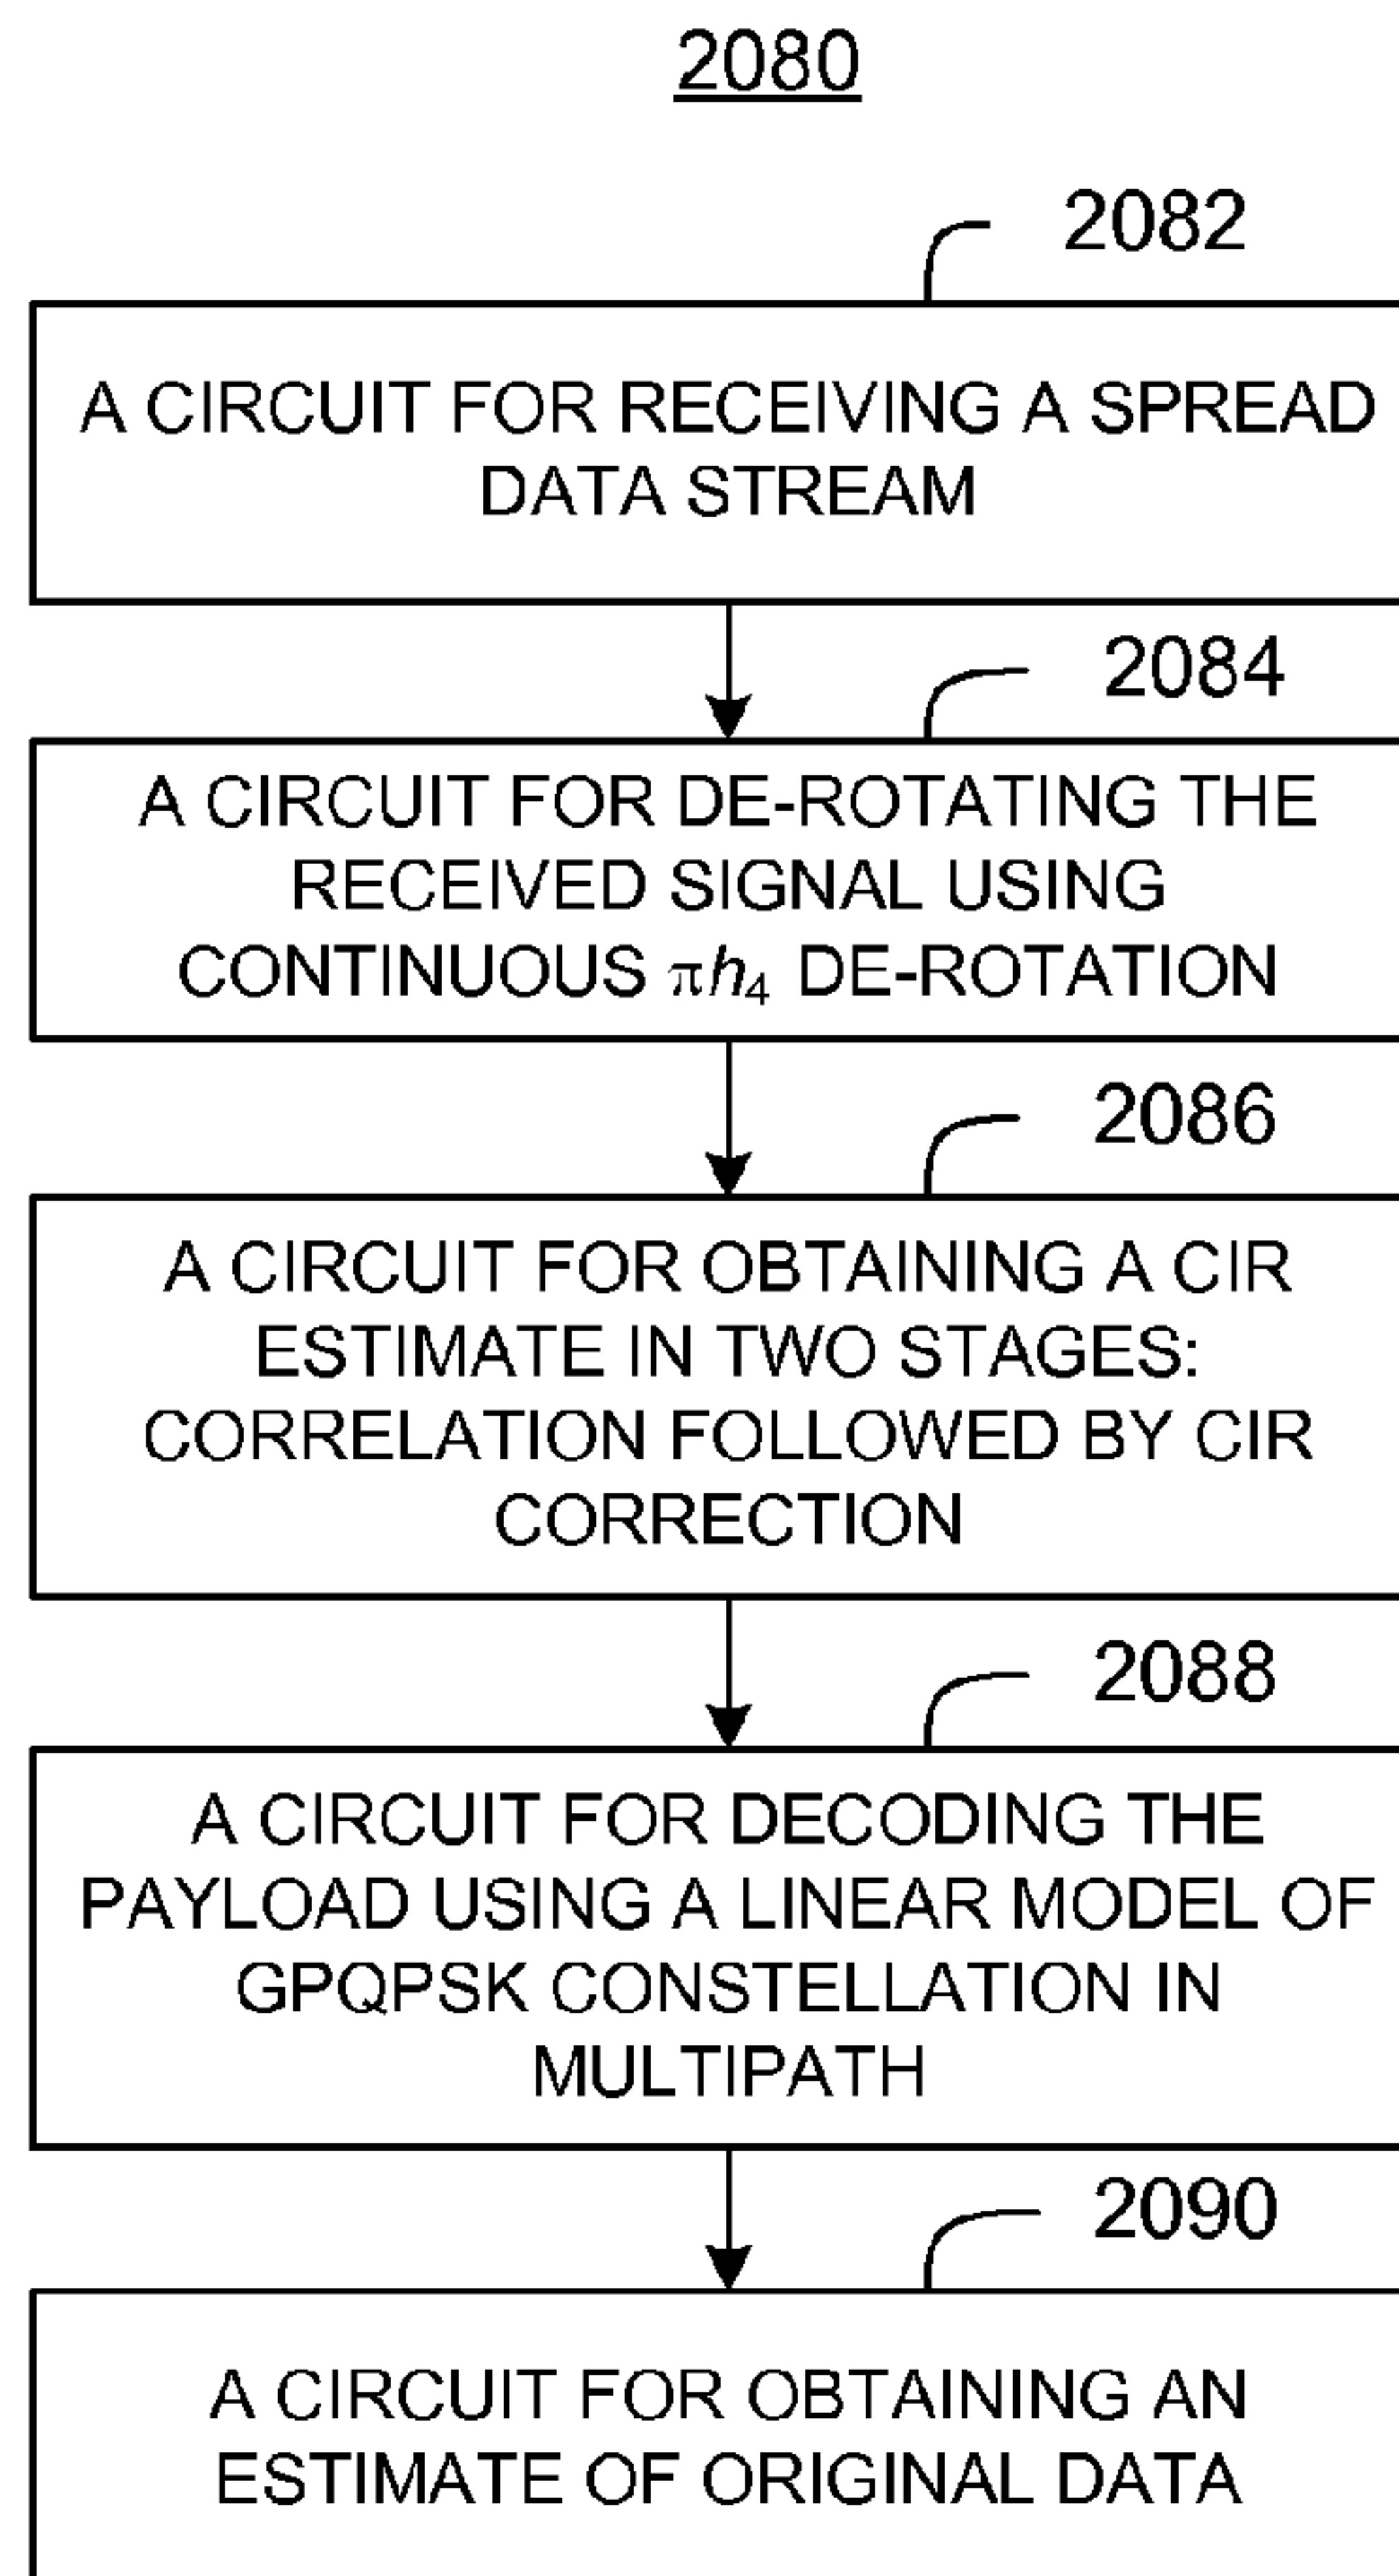 2080
2082
A CIRCUIT FOR RECEIVING A SPREAD
DATA STREAM
2084
A CIRCUIT FOR DE-ROTATING THE
RECEIVED SIGNAL USING
CONTINUOUS πh₄ DE-ROTATION
2086
A CIRCUIT FOR OBTAINING A CIR
ESTIMATE IN TWO STAGES:
CORRELATION FOLLOWED BY CIR
CORRECTION
2088
A CIRCUIT FOR DECODING THE
PAYLOAD USING A LINEAR MODEL OF
GPQPSK CONSTELLATION IN
MULTIPATH
2090
A CIRCUIT FOR OBTAINING AN
ESTIMATE OF ORIGINAL DATA